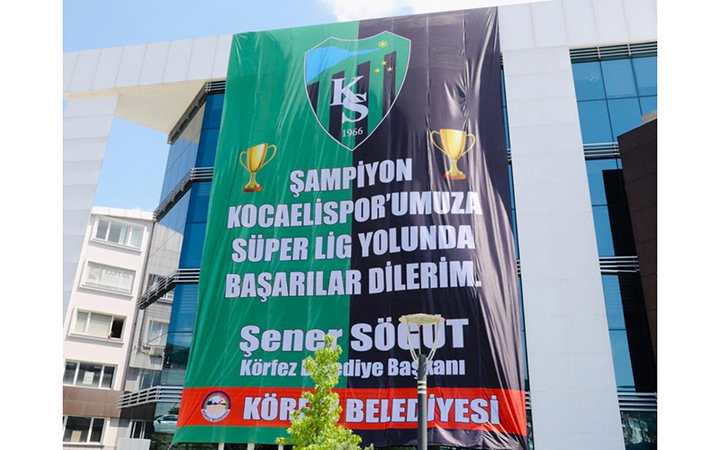 KS
1966
ŞAMPİYON
KOCAELİSPOR'UMUZA
SÜPER LİG YOLUNDA
BAŞARILAR DİLERİM.
Şener SÖĞÜT
Körfez Belediye Başkanı
KÖRFEZ BELEDİYESİ